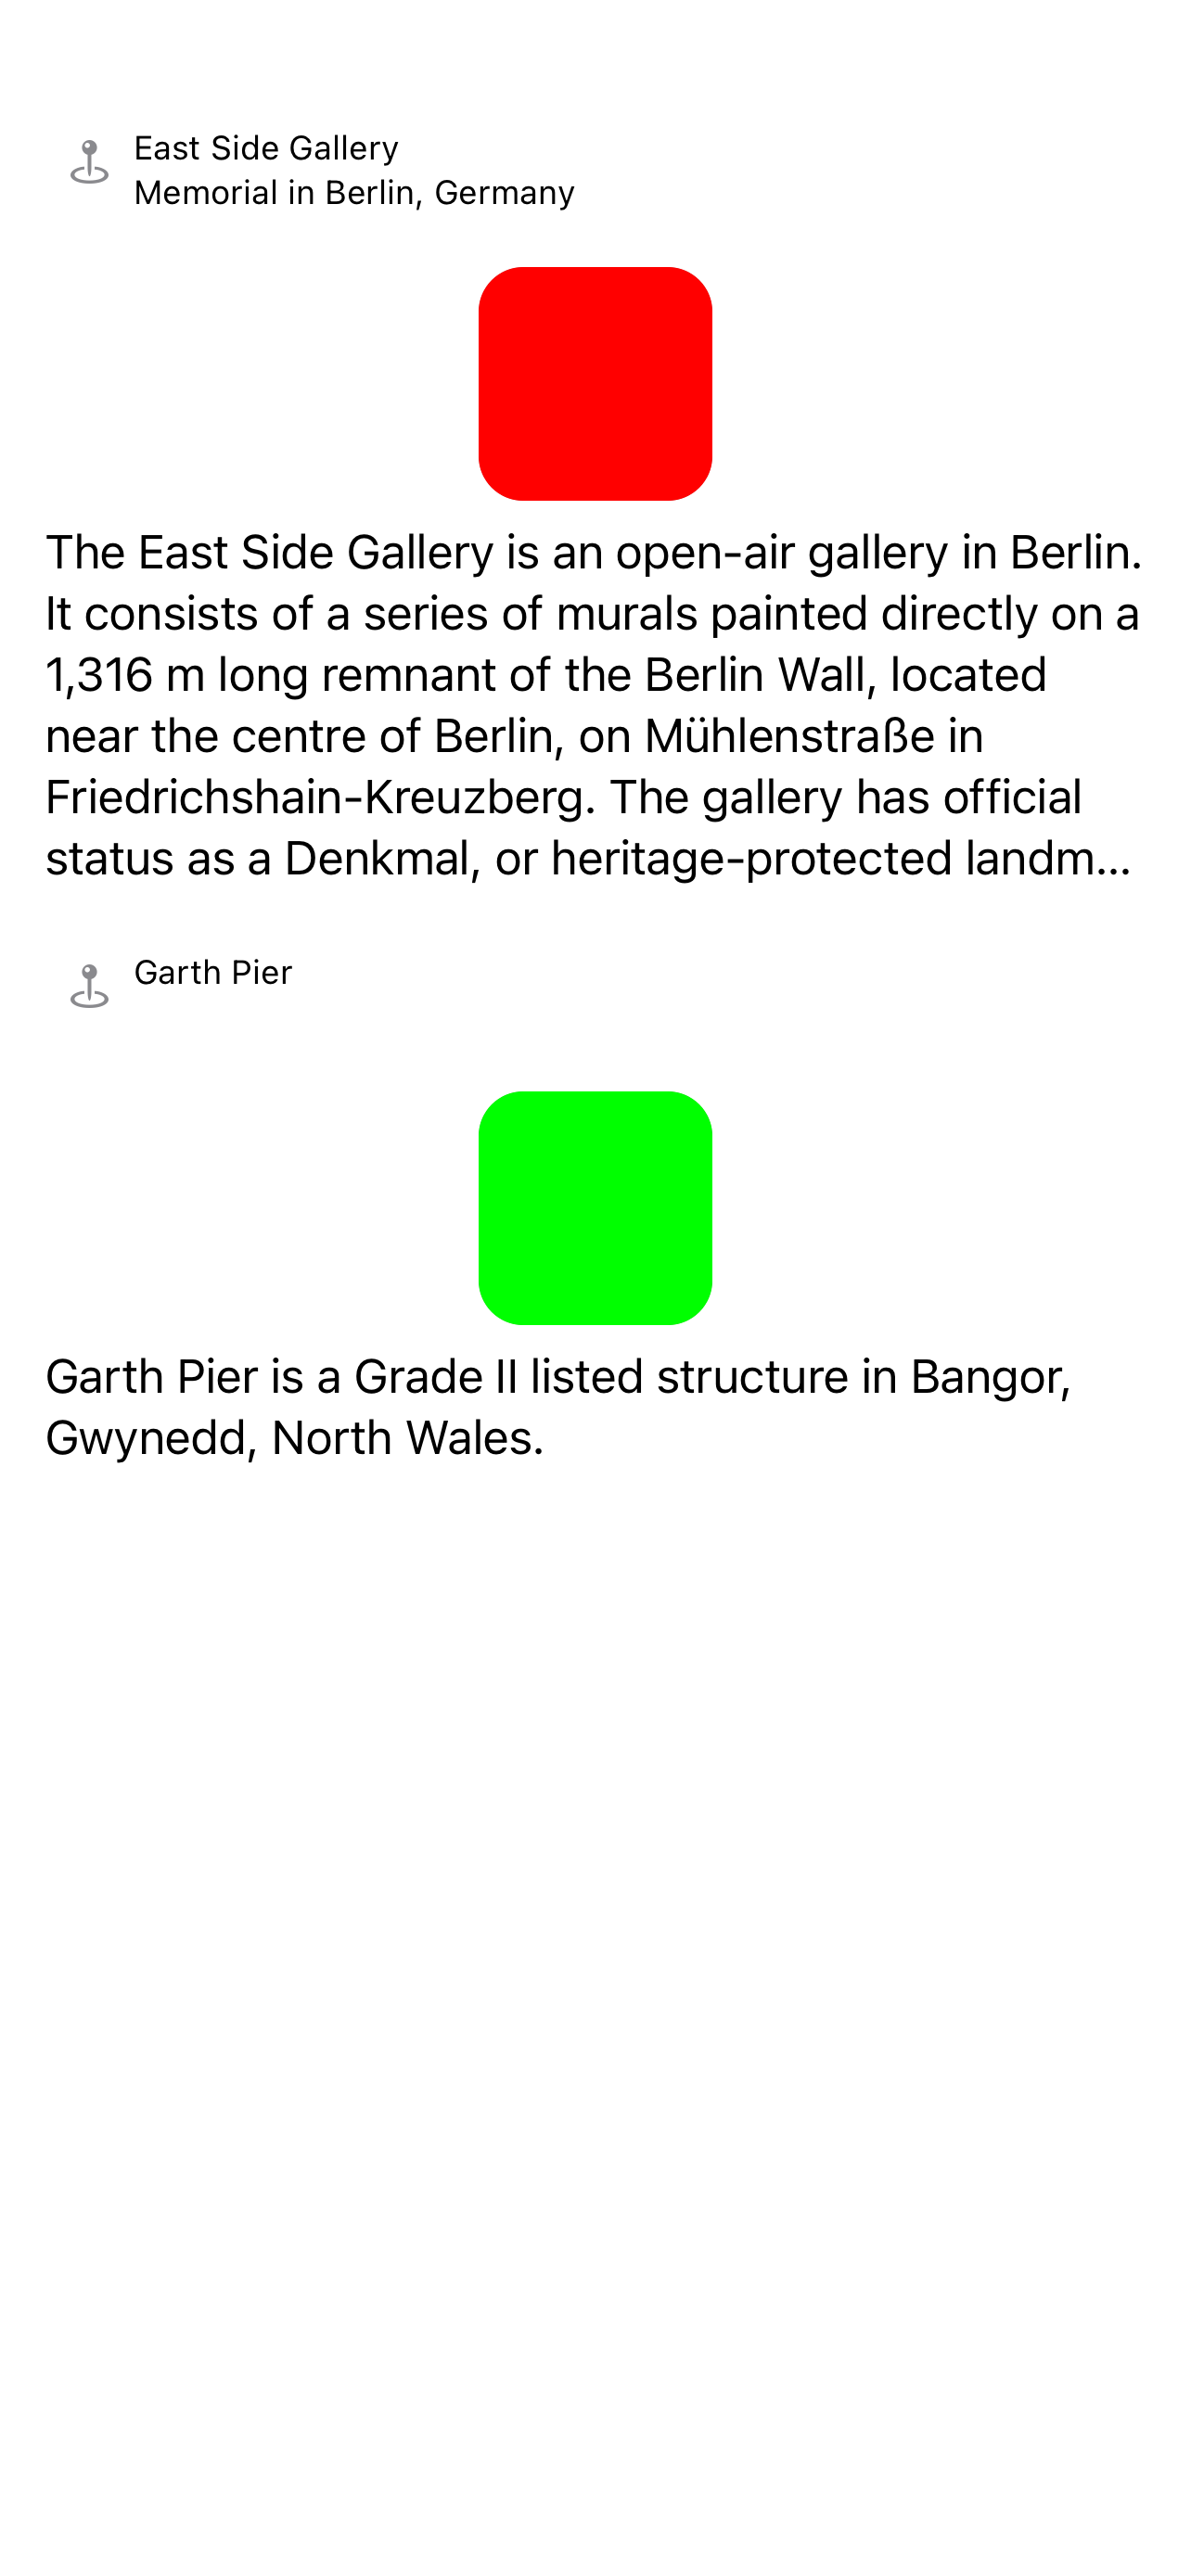 East Side Gallery
Memorial in Berlin, Germany
The East Side Gallery is an open-air gallery in Berlin.
It consists of a series of murals painted directly on a
1,316 m long remnant of the Berlin Wall, located
near the centre of Berlin, on Mühlenstraße in
Friedrichshain-Kreuzberg. The gallery has official
status as a Denkmal, or heritage-protected landm...
Garth Pier
Garth Pier is a Grade II listed structure in Bangor,
Gwynedd, North Wales.